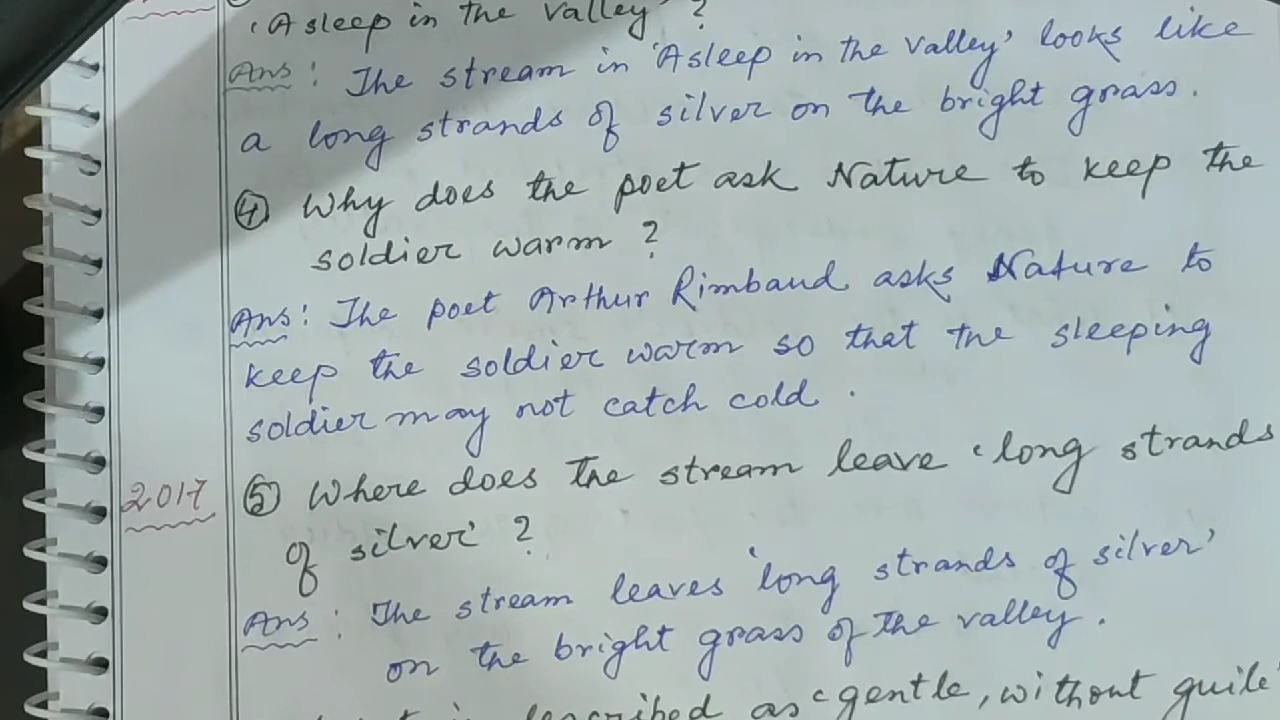 'Asleep in the valley' ?
Ans : The stream in 'Asleep in the valley' looks like
a long strands of silver on the bright grass.
④ Why does the poet ask Nature to keep the
soldier warm ?
Ans : The poet Arthur Rimbaud asks Nature to
keep the soldier warm so that the sleeping
soldier may not catch cold .
2017 ⑤ Where does the stream leave 'long strands
of silver' ?
Ans : The stream leaves 'long strands of silver'
on the bright grass of the valley .
described as 'gentle, without guile'